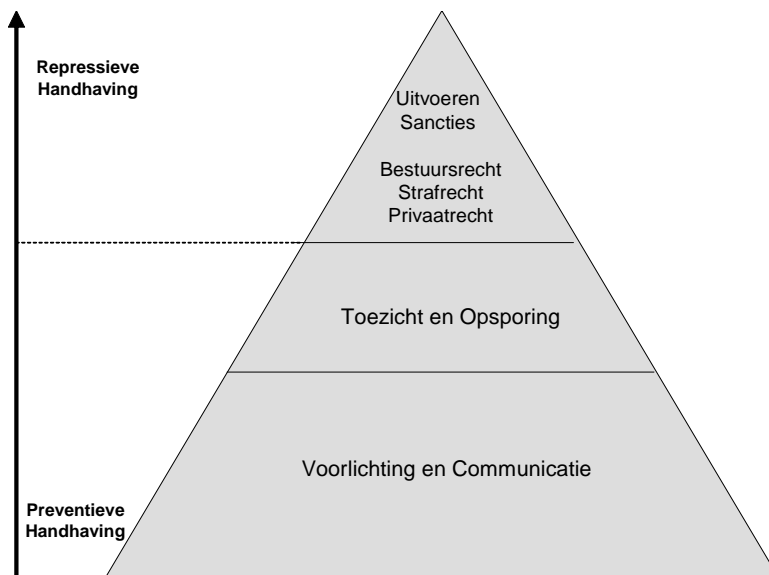 Repressieve
Handhaving
Uitvoeren
Sancties
Bestuursrecht
Strafrecht
Privaatrecht
Toezicht en Opsporing
Voorlichting en Communicatie
Preventieve
Handhaving